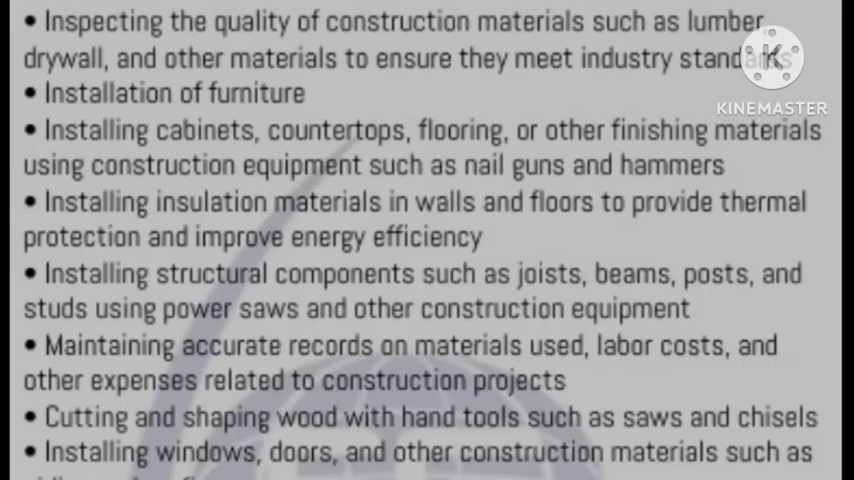 • Inspecting the quality of construction materials such as lumber,
drywall, and other materials to ensure they meet industry standards
KINEMASTER
• Installation of furniture
• Installing cabinets, countertops, flooring, or other finishing materials
using construction equipment such as nail guns and hammers
• Installing insulation materials in walls and floors to provide thermal
protection and improve energy efficiency
• Installing structural components such as joists, beams, posts, and
studs using power saws and other construction equipment
• Maintaining accurate records on materials used, labor costs, and
other expenses related to construction projects
• Cutting and shaping wood with hand tools such as saws and chisels
• Installing windows, doors, and other construction materials such as